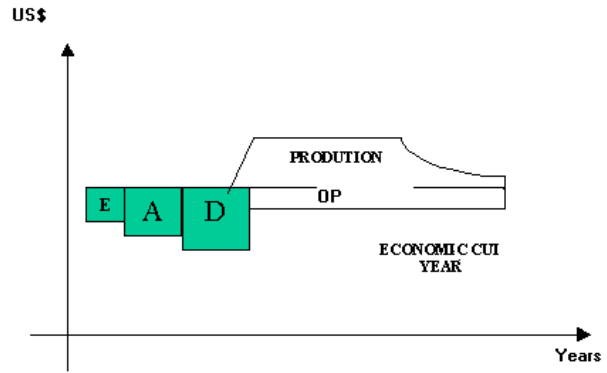 US$
PRODUTION
E
A
D
OP
ECONOMIC CUI
YEAR
Years